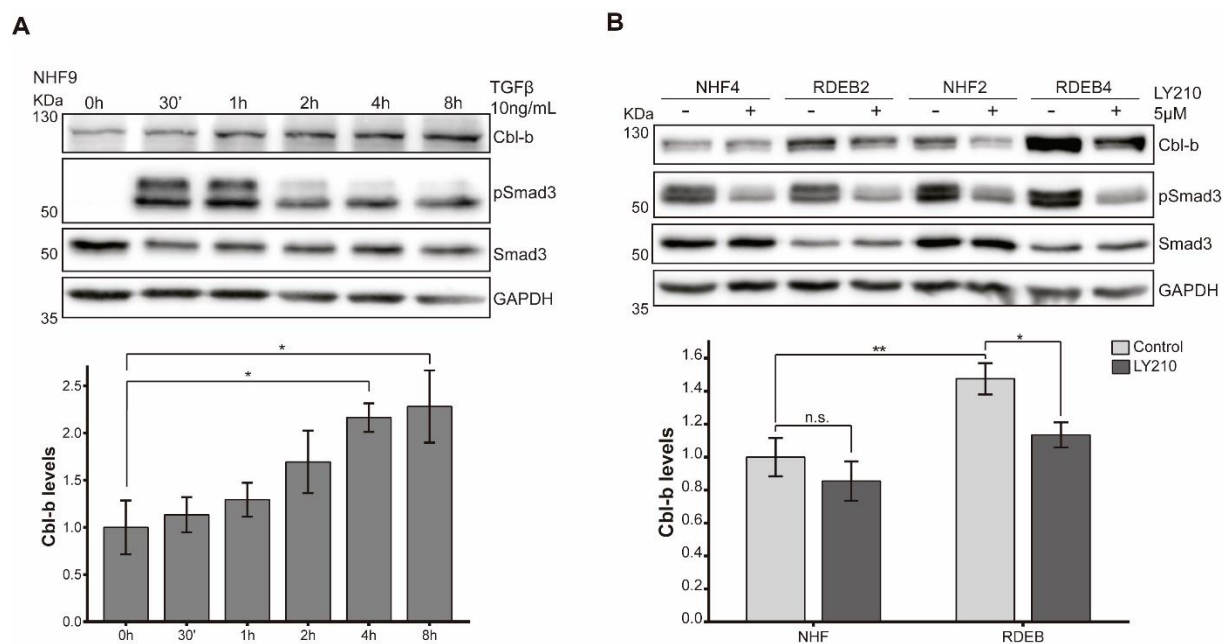 A
NHF9
KDa
0h 30' 1h 2h 4h 8h
TGFβ
10ng/mL
130
Cbl-b
50
pSmad3
50
Smad3
35
GAPDH
Cbl-b levels
2.5
2.0
1.5
1.0
0.5
0.0
*
*
0h 30' 1h 2h 4h 8h
B
NHF4 RDEB2 NHF2 RDEB4
LY210
5µM
KDa
- + - + - + - +
130
Cbl-b
50
pSmad3
50
Smad3
35
GAPDH
Cbl-b levels
1.6
1.4
1.2
1.0
0.8
0.6
0.4
0.2
0.0
**
*
n.s.
Control
LY210
NHF RDEB